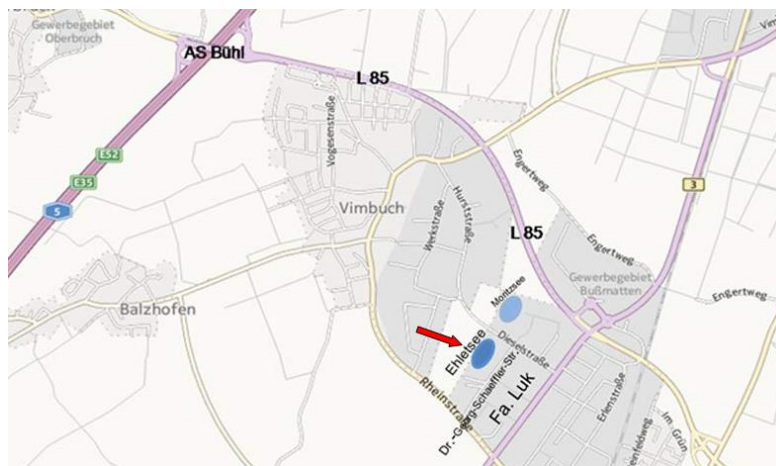 Gewerbegebiet
Oberbruch
AS Bühl
L 85
E52
E35
5
Vogesenstraße
Vimbuch
Balzhofen
Werkstraße
Hurststraße
Engertweg
L 85
3
Engertweg
Gewerbegebiet
Bußmatten
Engertweg
Moritzsee
Ehletsee
Dieselstraße
Dr.-Georg-Schaeffler-Str.
Fa. Luk
Rheinstraße
Erlenstraße
Im Grün